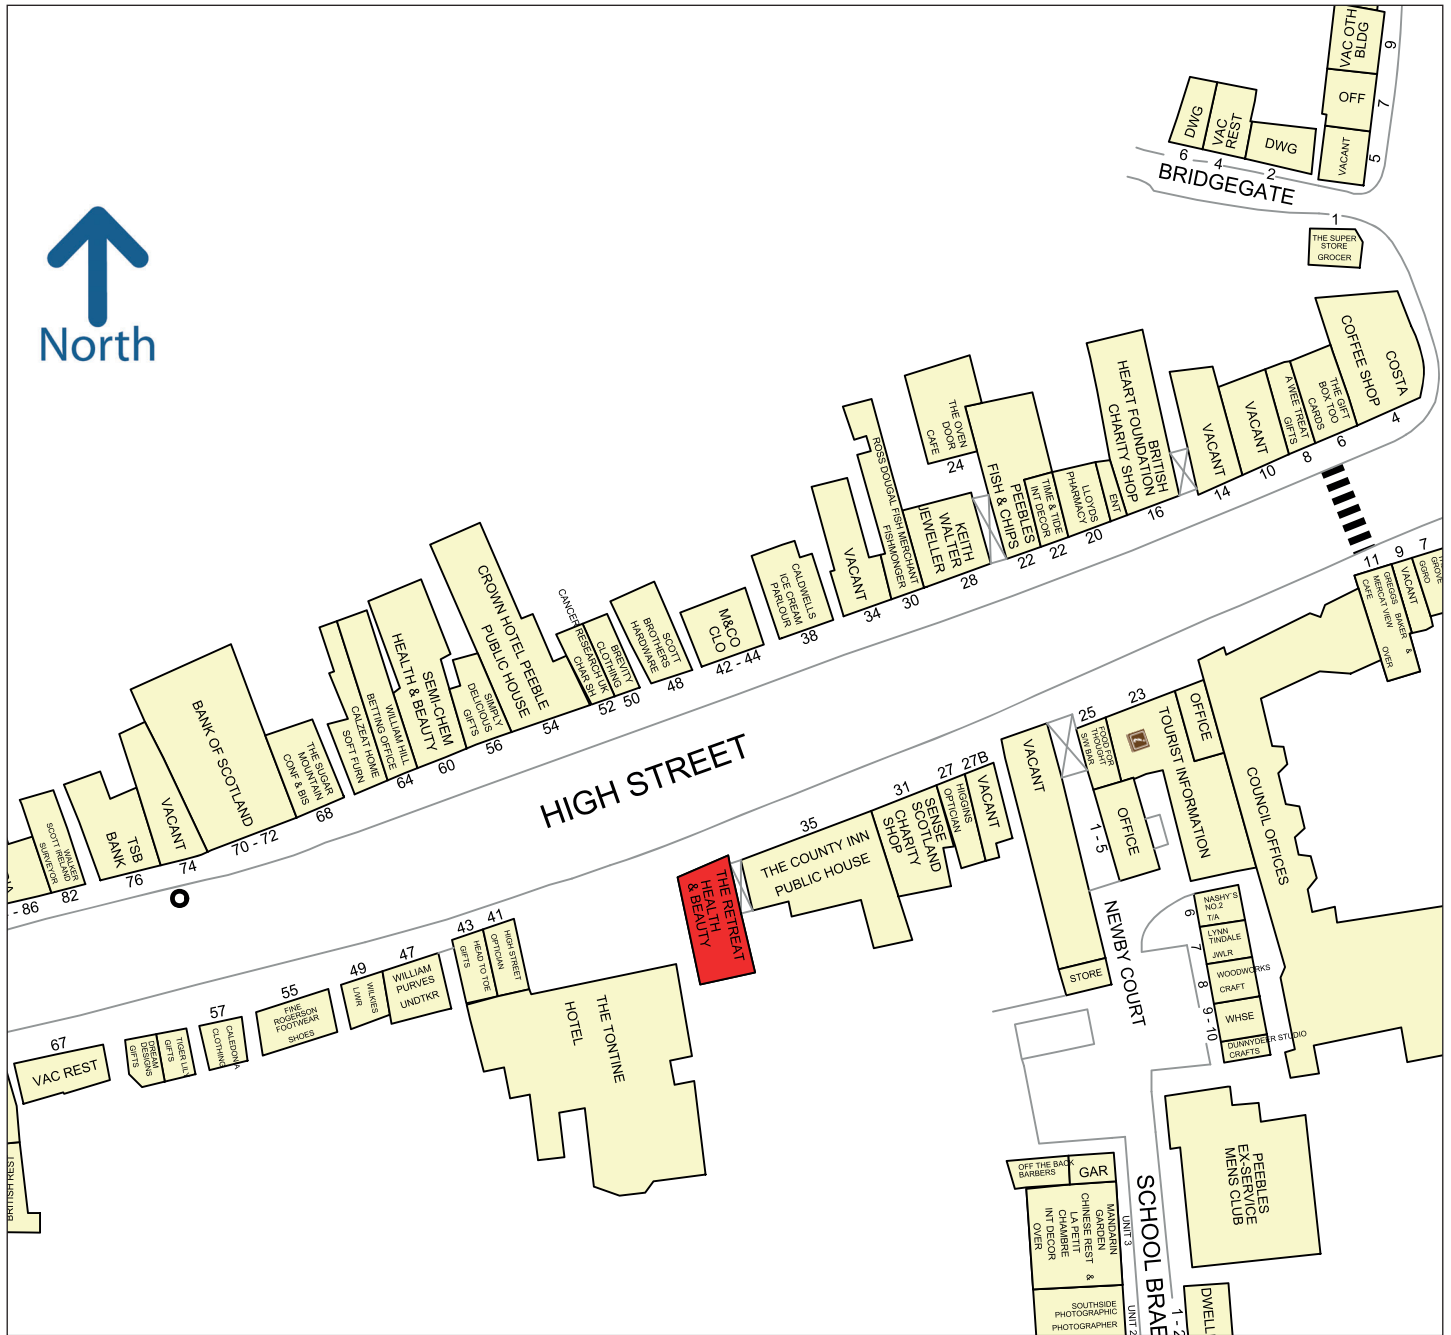 VAC OTH
BLDG
9
OFF
7
VACANT
5
DWG
6
VAC
REST
4
DWG
2
BRIDGEGATE
1
THE SUPER
STORE
GROCER
North
COSTA
COFFEE SHOP
4
THE GIFT
BOX TOO
CARDS
6
A WEE TREAT
GIFTS
8
VACANT
10
VACANT
14
BRITISH
HEART FOUNDATION
CHARITY SHOP
16
ENT
LLOYDS
PHARMACY
20
TIME & TIDE
INT DECOR
22
PEEBLES
FISH & CHIPS
22
THE OVEN
DOOR
CAFE
24
KEITH
WALTER
JEWELLER
28
ROSS DOUGAL FISH MERCHANT
FISHMONGER
30
VACANT
34
CALDWELLS
ICE CREAM
PARLOUR
38
M&CO
CLO
42 - 44
SCOTT
BROTHERS
HARDWARE
48
BREVITY
CLOTHING
50
CANCER RESEARCH UK
CHAR SH
52
CROWN HOTEL PEEBLE
PUBLIC HOUSE
54
SIMPLY
DELICIOUS
GIFTS
56
SEMI-CHEM
HEALTH & BEAUTY
60
WILLIAM HILL
BETTING OFFICE
64
CALZEAT HOME
SOFT FURN
THE SUGAR
MOUNTAIN
CONF & BIS
68
BANK OF SCOTLAND
70 - 72
VACANT
74
TSB
BANK
76
WALKER
SCOTT IRELAND
SURVEYOR
82
- 86
HIGH STREET
7
GGRO
GROVE
9
VACANT
11
GREGGS BAKER &
MERCAT VIEW OVER
CAFE
COUNCIL OFFICES
OFFICE
23
TOURIST INFORMATION
i
25
FOOD FOR
THOUGHT
S/W BAR
OFFICE
1 - 5
VACANT
STORE
27B
VACANT
27
HIGGINS
OPTICIAN
31
SENSE
SCOTLAND
CHARITY
SHOP
35
THE COUNTY INN
PUBLIC HOUSE
THE RETREAT
HEALTH
& BEAUTY
41
HIGH STREET
OPTICIAN
43
HEAD TO TOE
GIFTS
THE TONTINE
HOTEL
47
WILLIAM
PURVES
UNDTKR
49
WILKIES
L/WR
55
FINE
ROGERSON
FOOTWEAR
SHOES
57
CALEDONIA
CLOTHING
TIGER LILY
GIFTS
DREAM
DESIGNS
GIFTS
67
VAC REST
BRITISH REST
NEWBY COURT
6
NASHY'S
NO.2
T/A
7
LYNN
TINDALE
JWLR
8
WOODWORKS
CRAFT
9 - 10
WHSE
DUNNYDEER STUDIO
CRAFTS
PEEBLES
EX-SERVICE
MENS CLUB
SCHOOL BRAE
OFF THE BACK
BARBERS
GAR
MANDARIN
GARDEN
CHINESE REST &
LA PETIT
CHAMBRE
INT DECOR
OVER
UNIT 3
SOUTHSIDE
PHOTOGRAPHIC
PHOTOGRAPHER
UNIT 2
1 - 2
DWELL